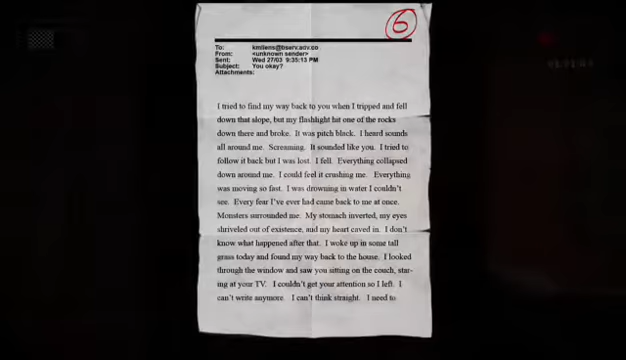 6
To: kmilens@bserv.adv.co
From: <unknown sender>
Sent: Wed 27/03 9:35:13 PM
Subject: You okay?
Attachments:
I tried to find my way back to you when I tripped and fell
down that slope, but my flashlight hit one of the rocks
down there and broke. It was pitch black. I heard sounds
all around me. Screaming. It sounded like you. I tried to
follow it back but I was lost. I fell. Everything collapsed
down around me. I could feel it crushing me. Everything
was moving so fast. I was drowning in water I couldn't
see. Every fear I've ever had came back to me at once.
Monsters surrounded me. My stomach inverted, my eyes
shriveled out of existence, and my heart caved in. I don't
know what happened after that. I woke up in some tall
grass today and found my way back to the house. I looked
through the window and saw you sitting on the couch, star-
ing at your TV. I couldn't get your attention so I left. I
can't write anymore. I can't think straight. I need to